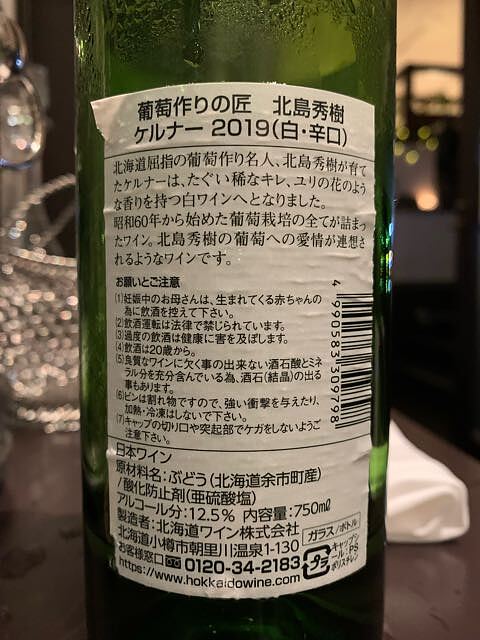 葡萄作りの匠　北島秀樹
ケルナー 2019(白・辛口)
北海道屈指の葡萄作り名人、北島秀樹が育て
たケルナーは、たぐい稀なキレ、ユリの花のよう
な香りを持つ白ワインへとなりました。
昭和60年から始めた葡萄栽培の全てが詰まっ
たワイン。北島秀樹の葡萄への愛情が連想さ
れるようなワインです。
お願いとご注意
(1)妊娠中のお母さんは、生まれてくる赤ちゃんの
為に飲酒を控えて下さい。
(2)飲酒運転は法律で禁じられています。
(3)過度の飲酒は健康に害を及ぼします。
(4)飲酒は20歳から。
(5)良質なワインに欠く事の出来ない酒石酸とミネ
ラル分を充分含んでいる為、酒石(結晶)の出る
事もあります。
(6)ビンは割れ物ですので、強い衝撃を与えたり、
加熱・冷凍はしないで下さい。
(7)キャップの切り口や突起部でケガをしないようご
注意下さい。
4990583309798
日本ワイン
原材料名:ぶどう(北海道余市町産)
/酸化防止剤(亜硫酸塩)
アルコール分:12.5% 内容量:750㎖
製造者:北海道ワイン株式会社
北海道小樽市朝里川温泉1-130
お客様窓口 0120-34-2183
https://www.hokkaidowine.com
ガラス/ボトル
プラ
キャップ
シール:PS
ポリスチレン